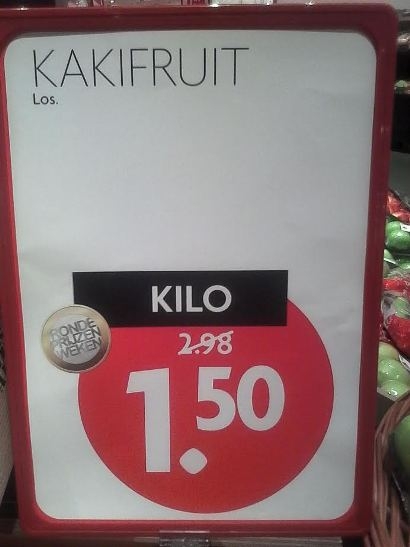 KAKIFRUIT
Los.
KILO
RONDE
PRIJZEN
WEKEN
2.98
1.50